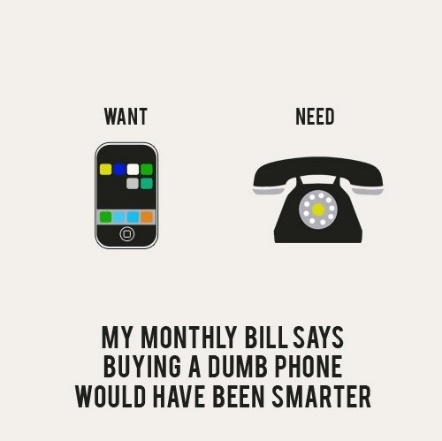 WANT NEED
MY MONTHLY BILL SAYS
BUYING A DUMB PHONE
WOULD HAVE BEEN SMARTER